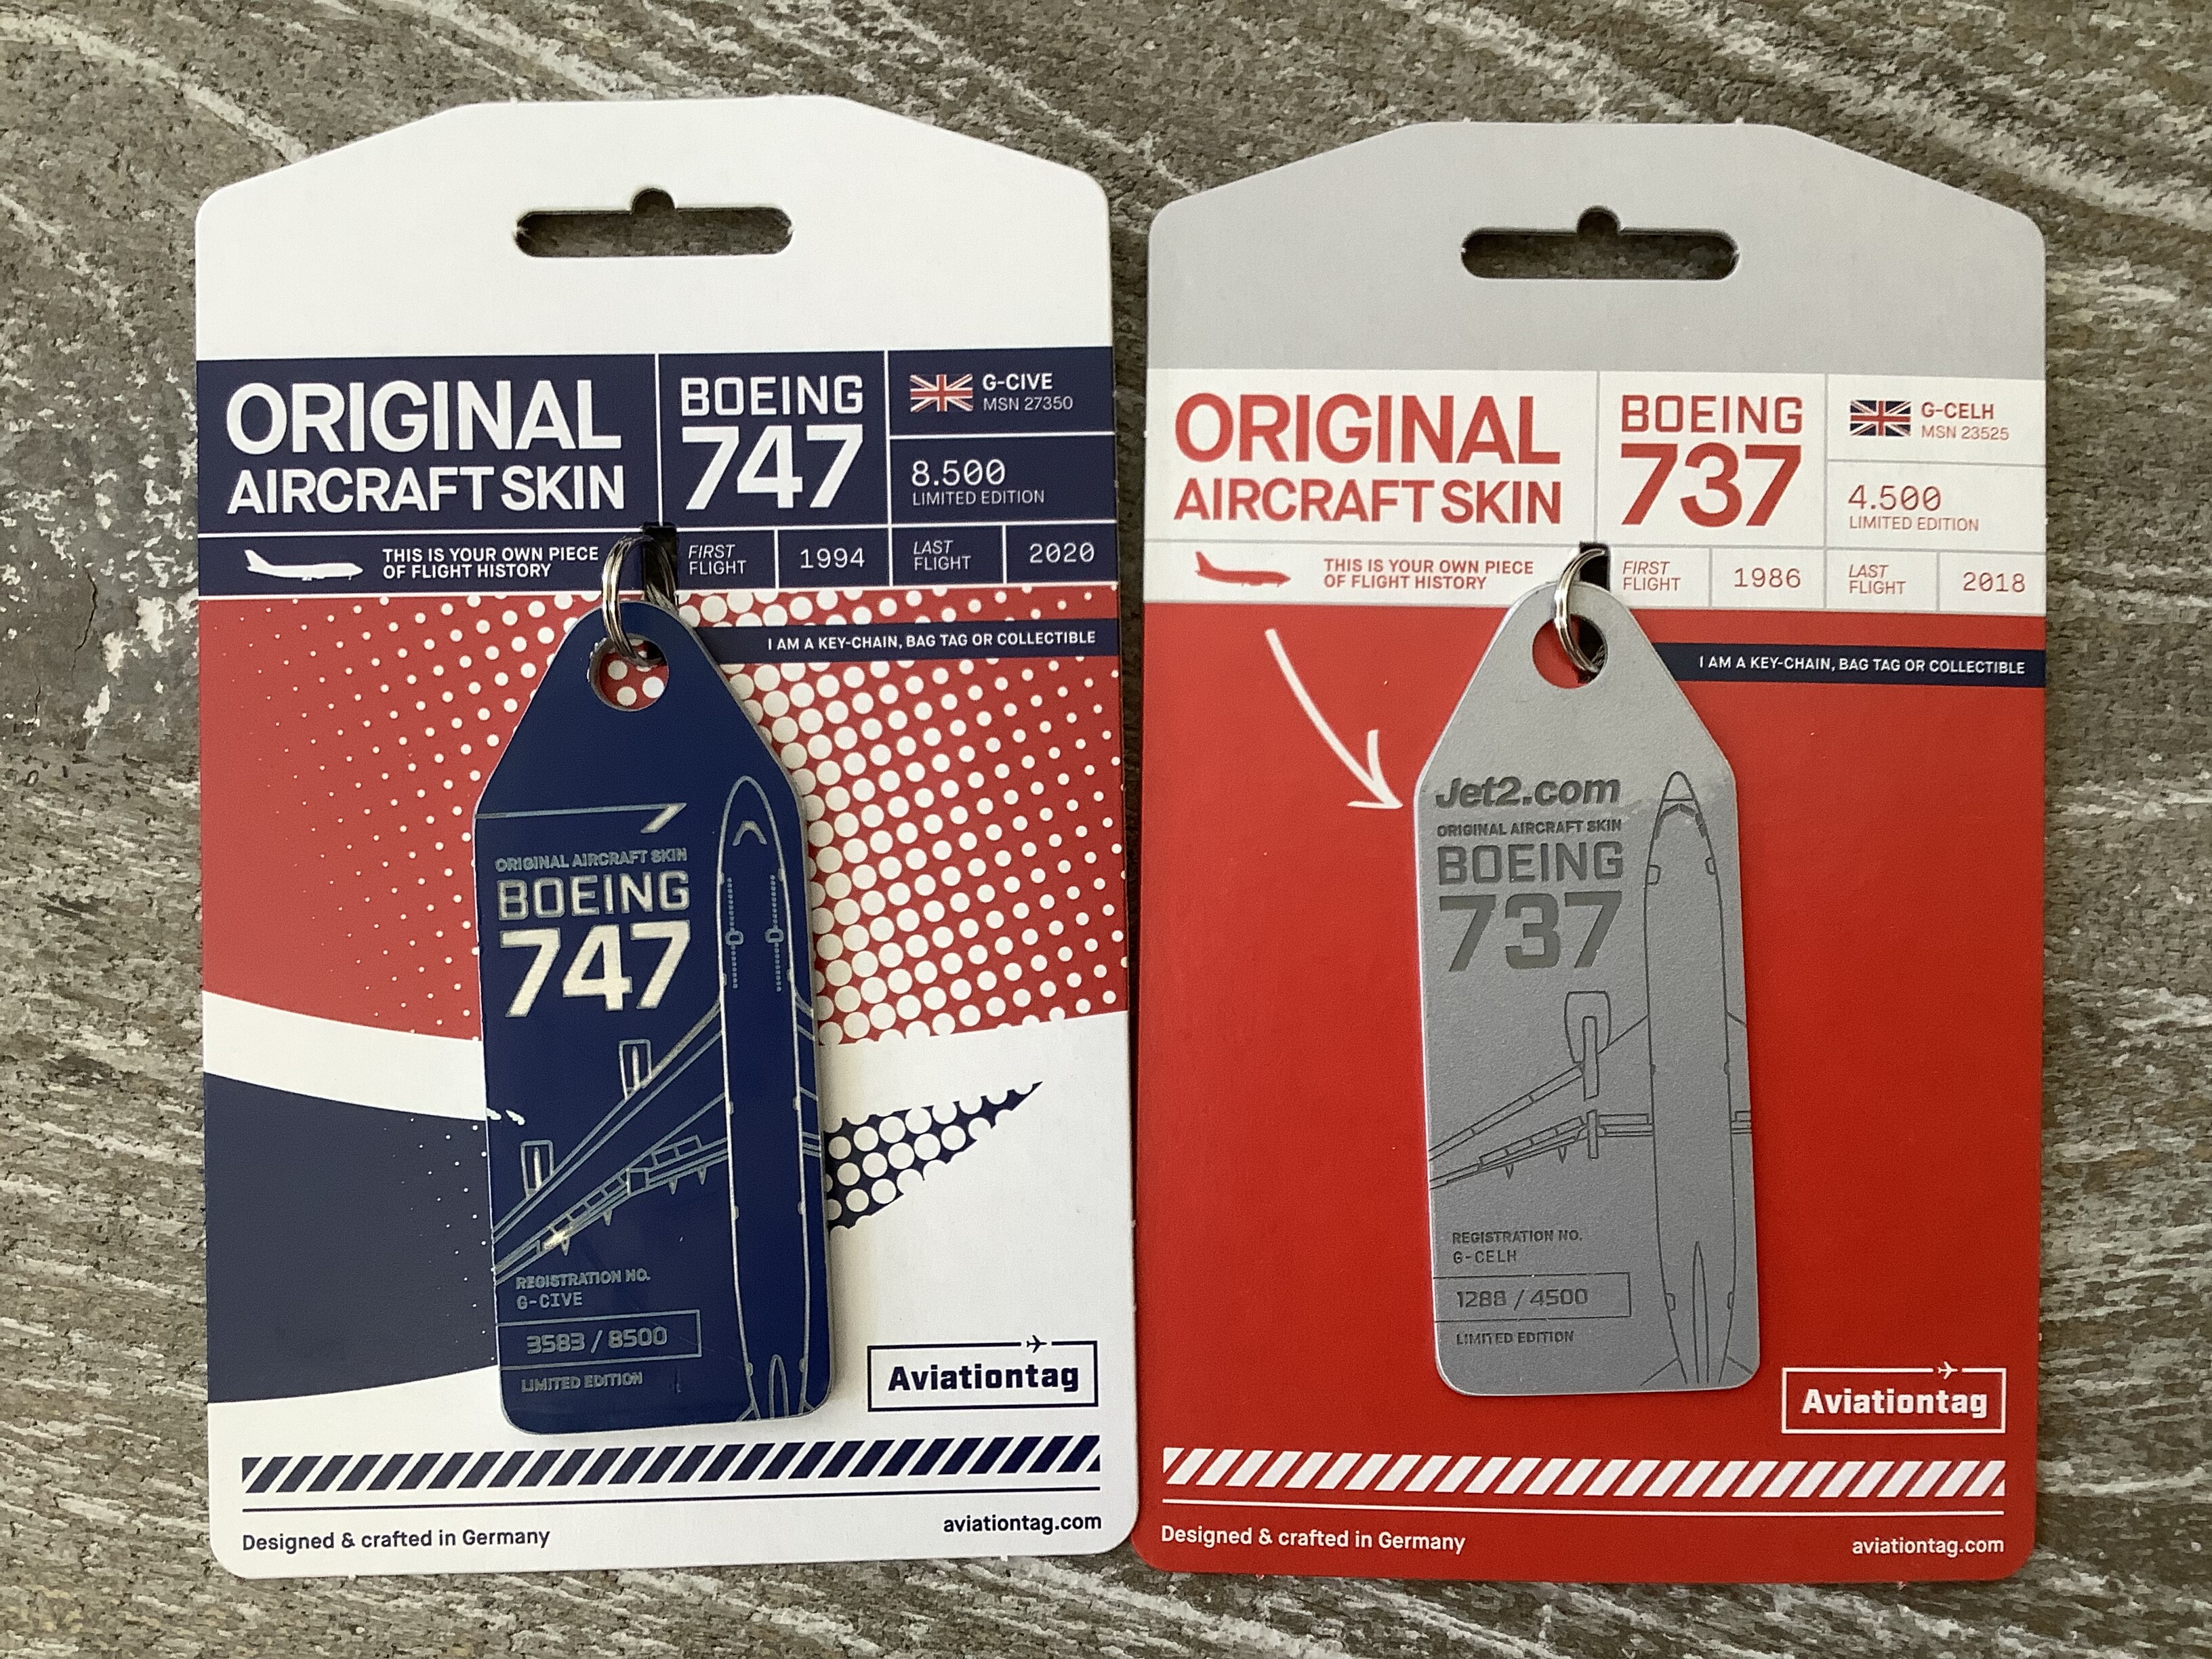 ORIGINAL
AIRCRAFT SKIN
BOEING
747
G-CIVE
MSN 27350
8.500
LIMITED EDITION
THIS IS YOUR OWN PIECE
OF FLIGHT HISTORY
FIRST
FLIGHT
1994
LAST
FLIGHT
2020
I AM A KEY-CHAIN, BAG TAG OR COLLECTIBLE
ORIGINAL AIRCRAFT SKIN
BOEING
747
REGISTRATION NO.
G-CIVE
3583 / 8500
LIMITED EDITION
Aviationtag
Designed & crafted in Germany
aviationtag.com
ORIGINAL
AIRCRAFT SKIN
BOEING
737
G-CELH
MSN 23525
4.500
LIMITED EDITION
THIS IS YOUR OWN PIECE
OF FLIGHT HISTORY
FIRST
FLIGHT
1986
LAST
FLIGHT
2018
I AM A KEY-CHAIN, BAG TAG OR COLLECTIBLE
Jet2.com
ORIGINAL AIRCRAFT SKIN
BOEING
737
REGISTRATION NO.
G-CELH
1288 / 4500
LIMITED EDITION
Aviationtag
Designed & crafted in Germany
aviationtag.com